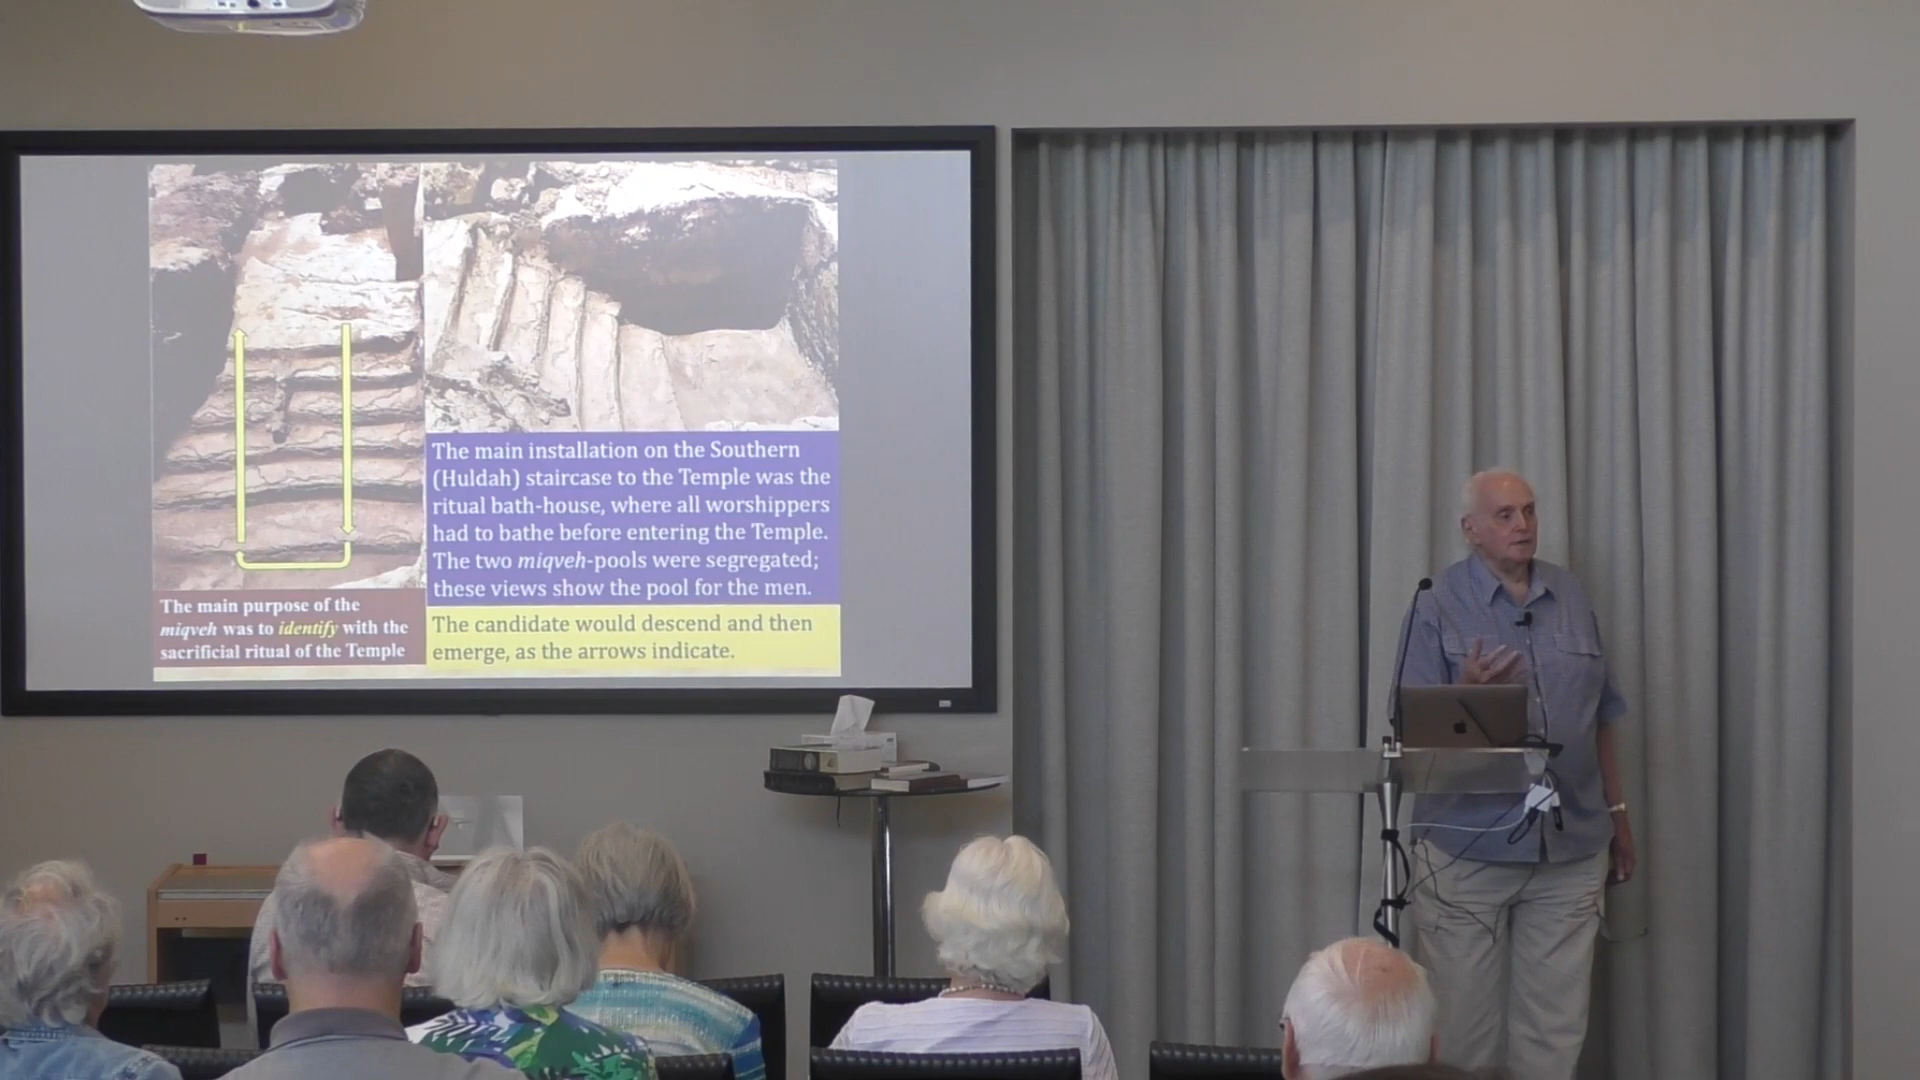 The main installation on the Southern
(Huldah) staircase to the Temple was the
ritual bath-house, where all worshippers
had to bathe before entering the Temple.
The two miqveh-pools were segregated;
these views show the pool for the men.
The main purpose of the
miqveh was to identify with the
sacrificial ritual of the Temple
The candidate would descend and then
emerge, as the arrows indicate.